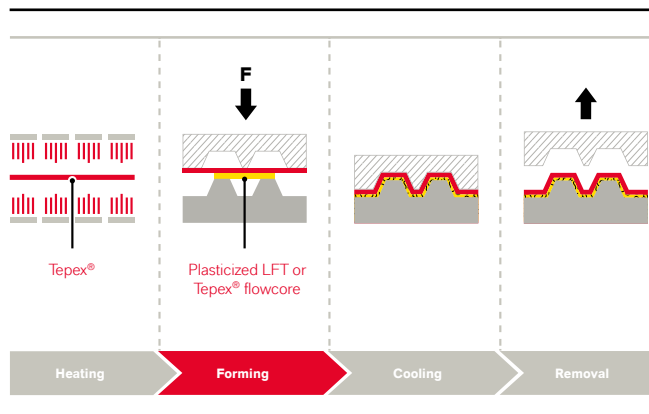 F
Tepex®
Plasticized LFT or
Tepex® flowcore
Heating
Forming
Cooling
Removal